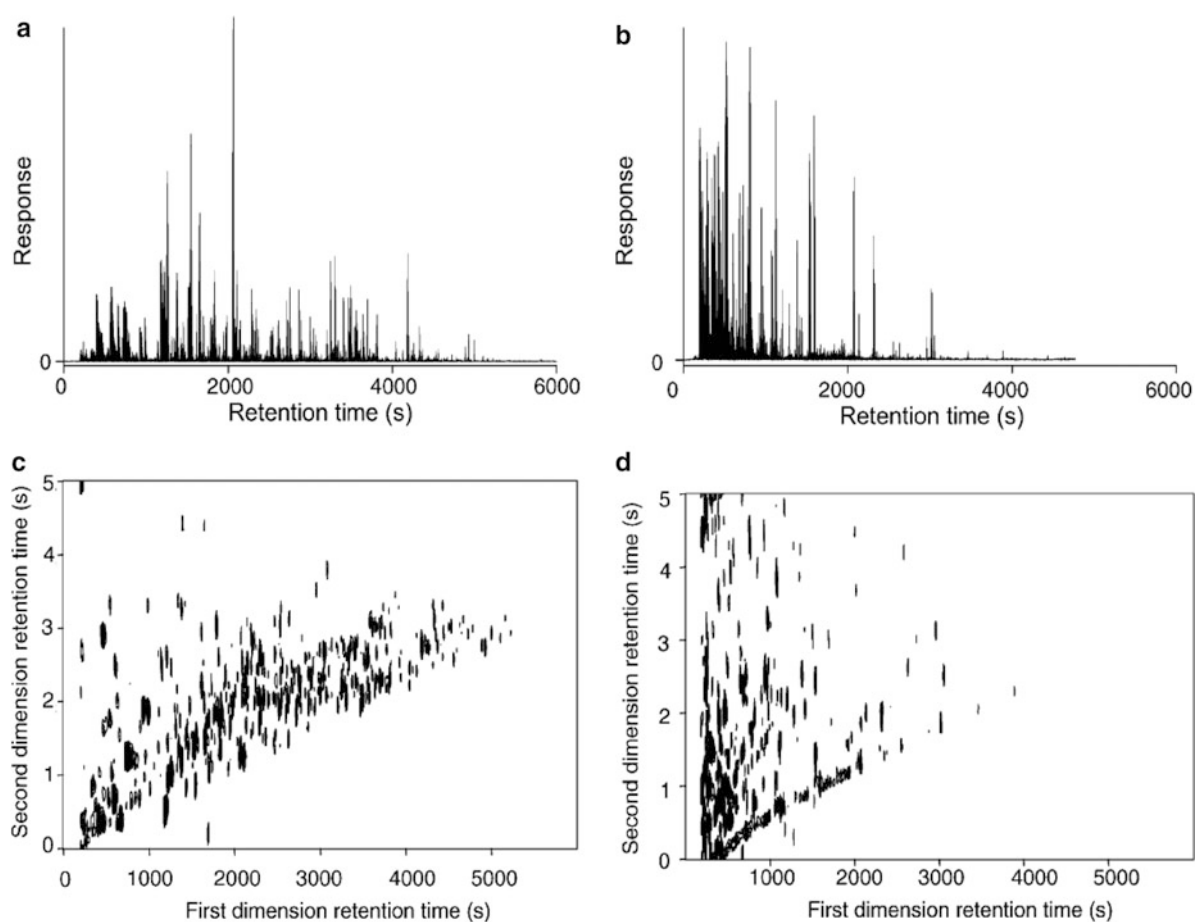 a
Response
0
0 2000 4000 6000
Retention time (s)
b
Response
0
0 2000 4000 6000
Retention time (s)
c
Second dimension retention time (s)
5
4
3
2
1
0
0 1000 2000 3000 4000 5000
First dimension retention time (s)
d
Second dimension retention time (s)
5
4
3
2
1
0
1000 2000 3000 4000 5000
First dimension retention time (s)